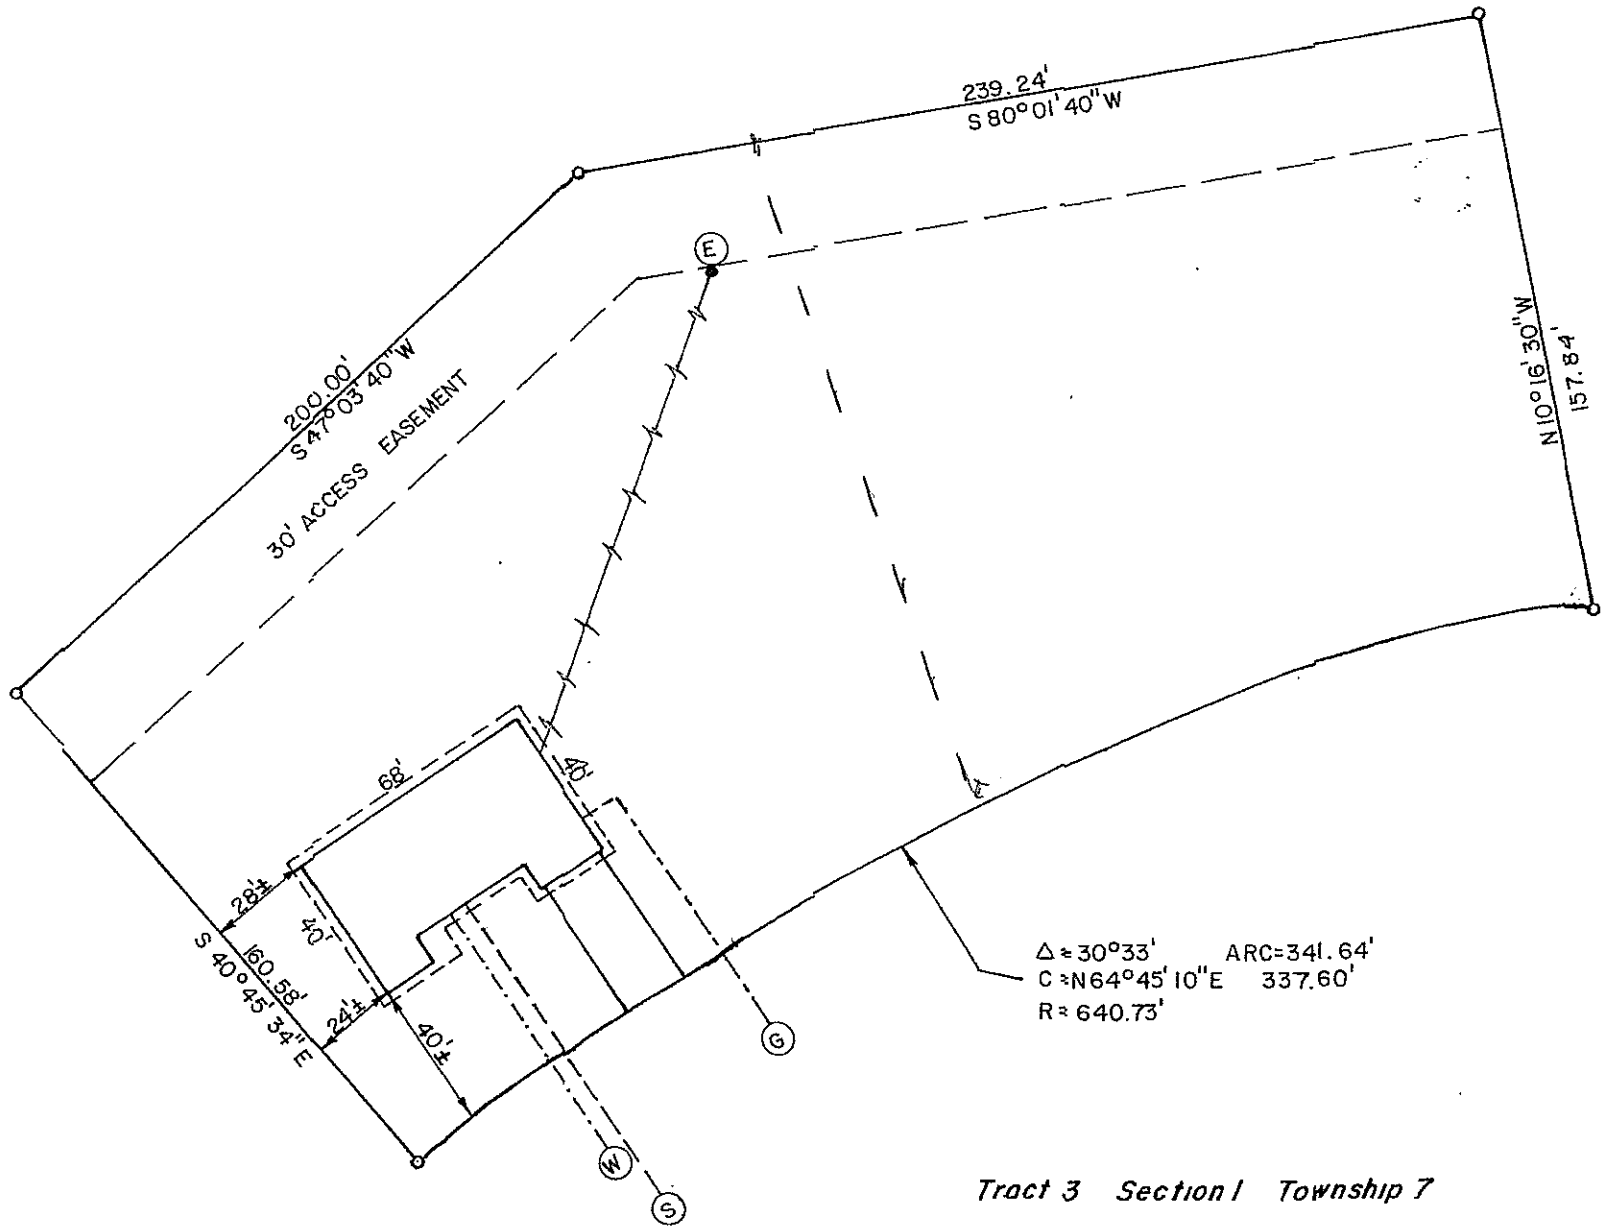 239.24'
S 80°01'40" W
E
200.00'
S 47°03'40" W
30' ACCESS EASEMENT
N 10°16'30" W
157.84'
68'
40'
28'±
40'
160.58'
S 40°45'34" E
24'±
40'±
Δ=30°33' ARC=341.64'
C=N64°45'10"E 337.60'
R=640.73'
G
W
S
Tract 3 Section 1 Township 7